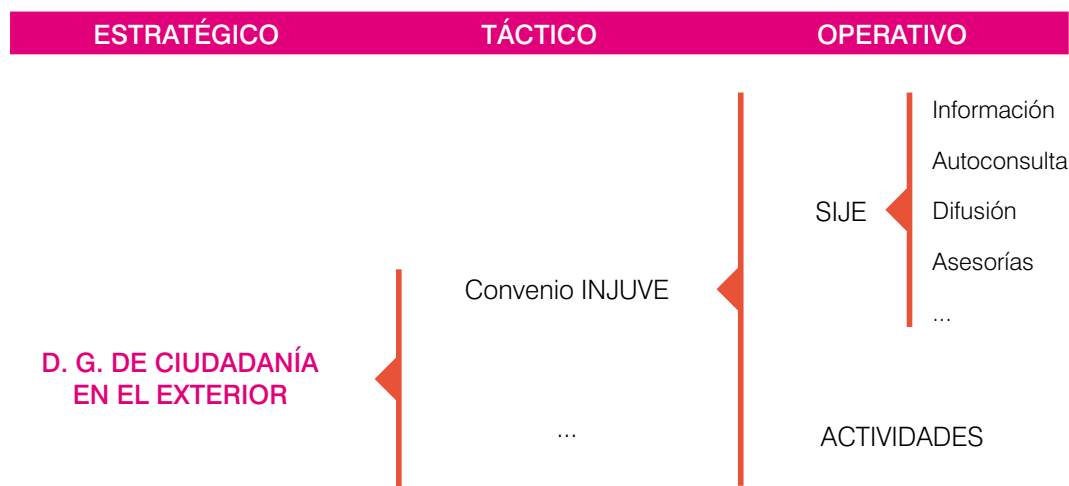 ESTRATÉGICO TÁCTICO OPERATIVO
Información
Autoconsulta
SIJE
Difusión
Asesorías
Convenio INJUVE
...
D. G. DE CIUDADANÍA
EN EL EXTERIOR
...
ACTIVIDADES